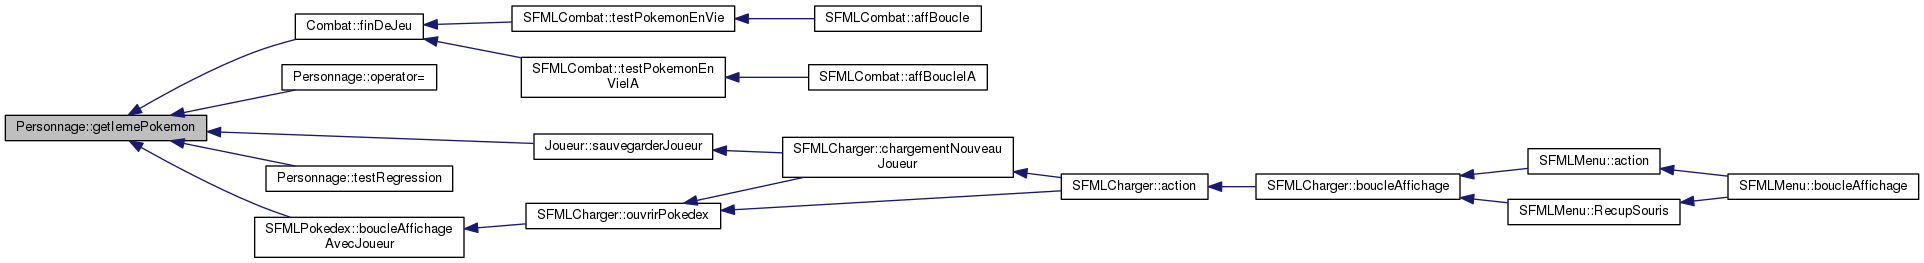 Combat::finDeJeu
SFMLCombat::testPokemonEnVie
SFMLCombat::affBoucle
SFMLCombat::testPokemonEn
VieIA
SFMLCombat::affBoucleIA
Personnage::operator=
Personnage::getIemePokemon
Joueur::sauvegarderJoueur
SFMLCharger::chargementNouveau
Joueur
Personnage::testRegression
SFMLCharger::action
SFMLCharger::boucleAffichage
SFMLMenu::action
SFMLMenu::boucleAffichage
SFMLMenu::RecupSouris
SFMLCharger::ouvrirPokedex
SFMLPokedex::boucleAffichage
AvecJoueur